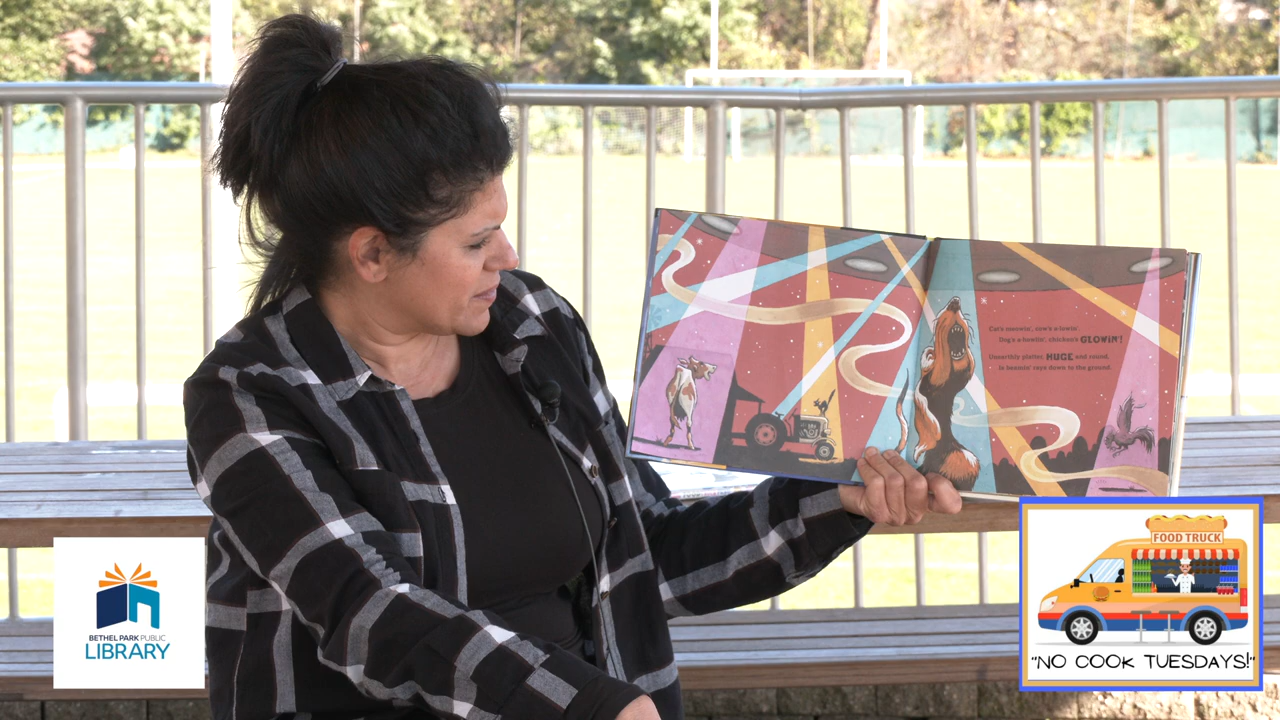 Cat's meowin', cow's a-lowin'.
Dog's a-howlin', chicken's GLOWIN'!
Unearthly platter, HUGE and round,
is beamin' rays down to the ground.
BETHEL PARK PUBLIC
LIBRARY
FOOD TRUCK
"NO COOK TUESDAYS!"